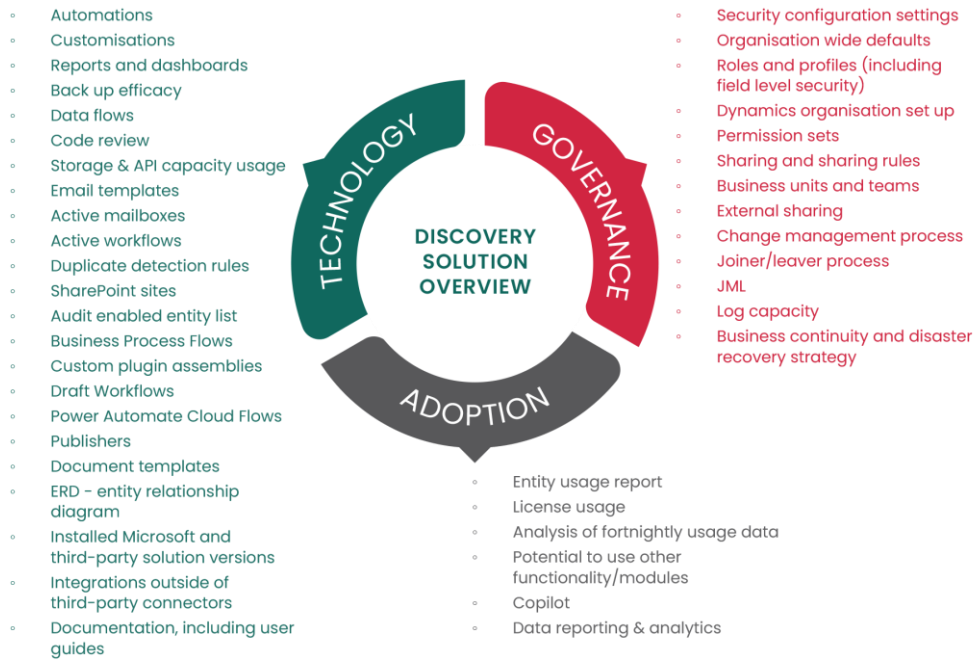 Automations
Customisations
Reports and dashboards
Back up efficacy
Data flows
Code review
Storage & API capacity usage
Email templates
Active mailboxes
Active workflows
Duplicate detection rules
SharePoint sites
Audit enabled entity list
Business Process Flows
Custom plugin assemblies
Draft Workflows
Power Automate Cloud Flows
Publishers
Document templates
ERD - entity relationship
diagram
Installed Microsoft and
third-party solution versions
Integrations outside of
third-party connectors
Documentation, including user
guides
TECHNOLOGY
DISCOVERY
SOLUTION
OVERVIEW
GOVERNANCE
Security configuration settings
Organisation wide defaults
Roles and profiles (including
field level security)
Dynamics organisation set up
Permission sets
Sharing and sharing rules
Business units and teams
External sharing
Change management process
Joiner/leaver process
JML
Log capacity
Business continuity and disaster
recovery strategy
ADOPTION
Entity usage report
License usage
Analysis of fortnightly usage data
Potential to use other
functionality/modules
Copilot
Data reporting & analytics